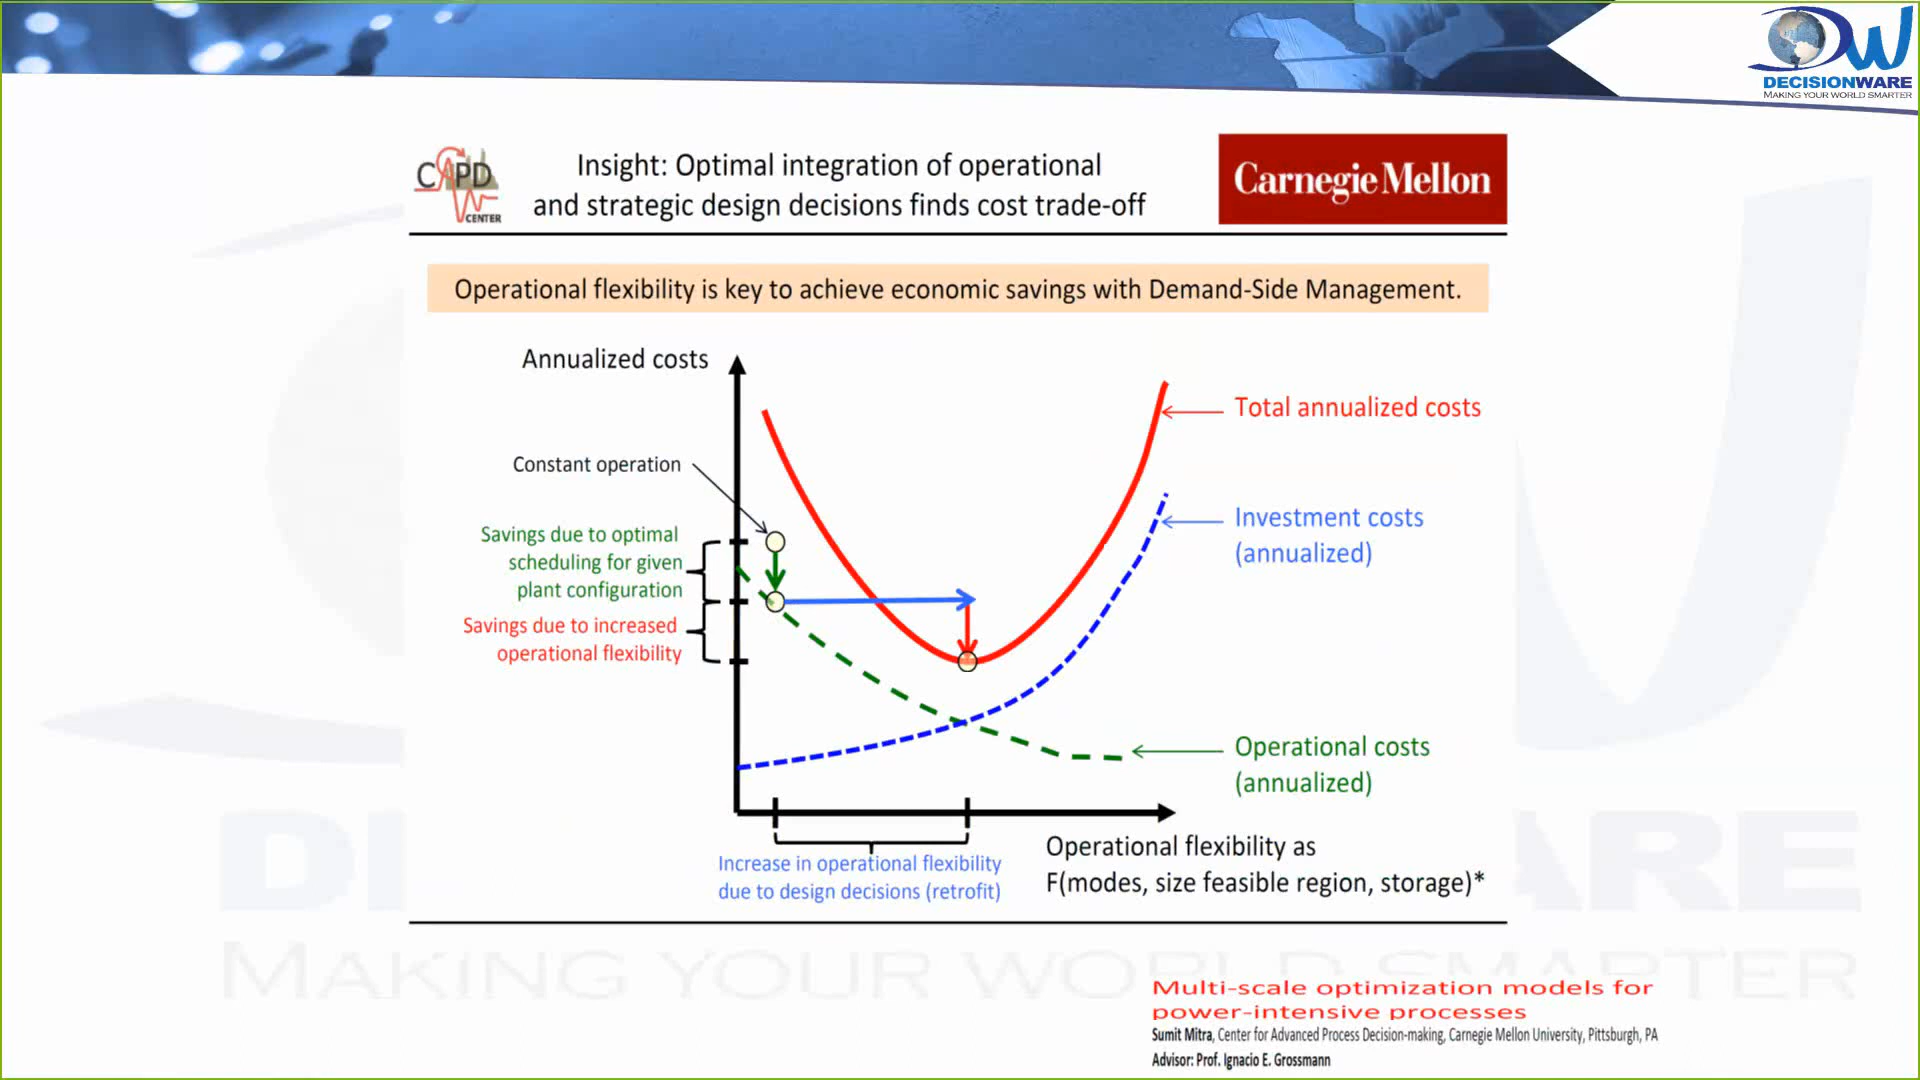 DW
DECISIONWARE
MAKING YOUR WORLD SMARTER
CAPD
CENTER
Insight: Optimal integration of operational
and strategic design decisions finds cost trade-off
Carnegie Mellon
Operational flexibility is key to achieve economic savings with Demand-Side Management.
Annualized costs
Total annualized costs
Constant operation
Investment costs
(annualized)
Savings due to optimal
scheduling for given
plant configuration
Savings due to increased
operational flexibility
Operational costs
(annualized)
Increase in operational flexibility
due to design decisions (retrofit)
Operational flexibility as
F(modes, size feasible region, storage)*
MAKING YOUR WORLD SMARTER
Multi-scale optimization models for
power-intensive processes
Sumit Mitra, Center for Advanced Process Decision-making, Carnegie Mellon University, Pittsburgh, PA
Advisor: Prof. Ignacio E. Grossmann